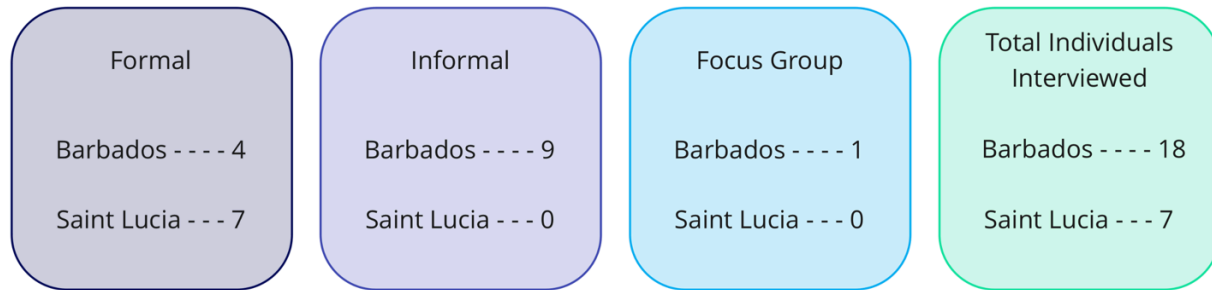 Formal
Barbados - - - - 4
Saint Lucia - - - 7
Informal
Barbados - - - - 9
Saint Lucia - - - 0
Focus Group
Barbados - - - - 1
Saint Lucia - - - 0
Total Individuals
Interviewed
Barbados - - - - 18
Saint Lucia - - - 7